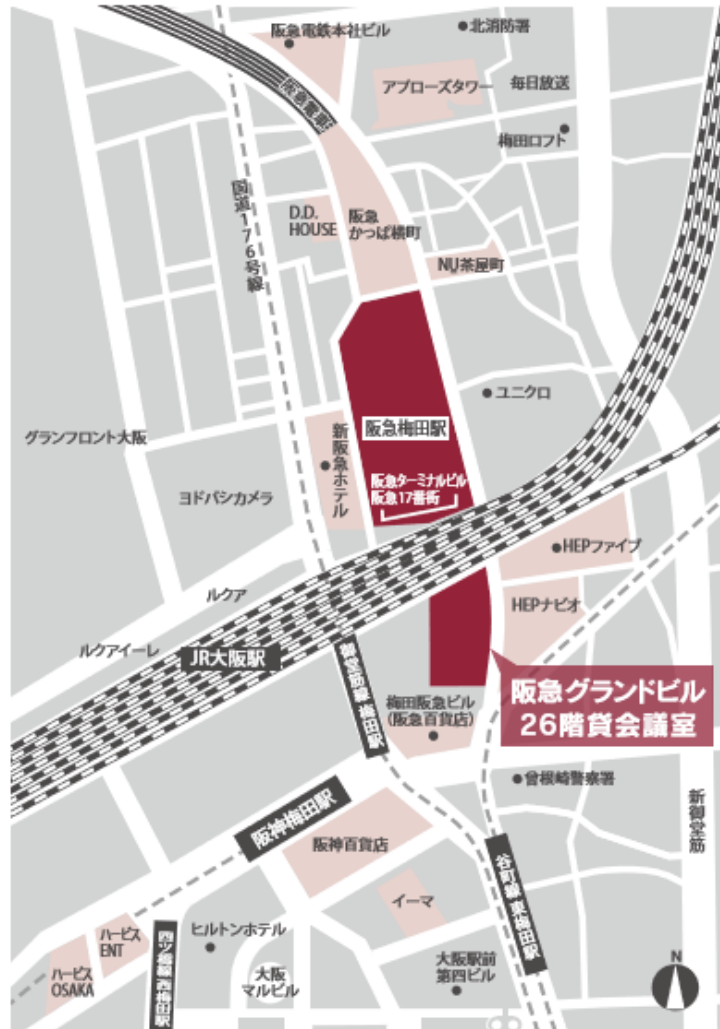 阪急電鉄本社ビル
北消防署
阪急電車
アプローズタワー
毎日放送
梅田ロフト
国道176号線
D.D.
HOUSE
阪急
かっぱ横町
NU茶屋町
ユニクロ
阪急梅田駅
グランフロント大阪
新阪急ホテル
阪急ターミナルビル
阪急17番街
ヨドバシカメラ
HEPファイブ
ルクア
HEPナビオ
ルクアイーレ
JR大阪駅
御堂筋線 梅田駅
阪急グランドビル
26階貸会議室
梅田阪急ビル
(阪急百貨店)
曾根崎警察署
新御堂筋
阪神梅田駅
阪神百貨店
谷町線 東梅田駅
イーマ
ハービス
ENT
ヒルトンホテル
四ツ橋線 西梅田駅
ハービス
OSAKA
大阪
マルビル
大阪駅前
第四ビル
N